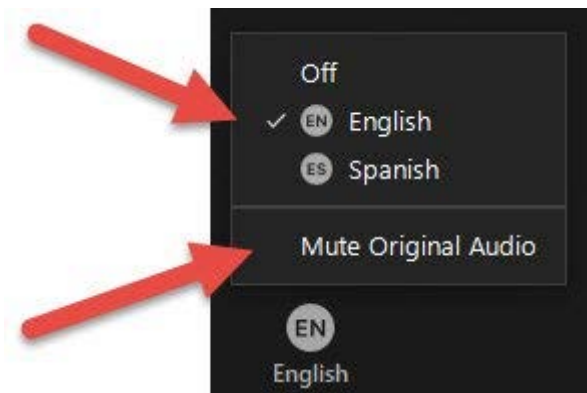 Off
EN English
ES Spanish
Mute Original Audio
EN
English